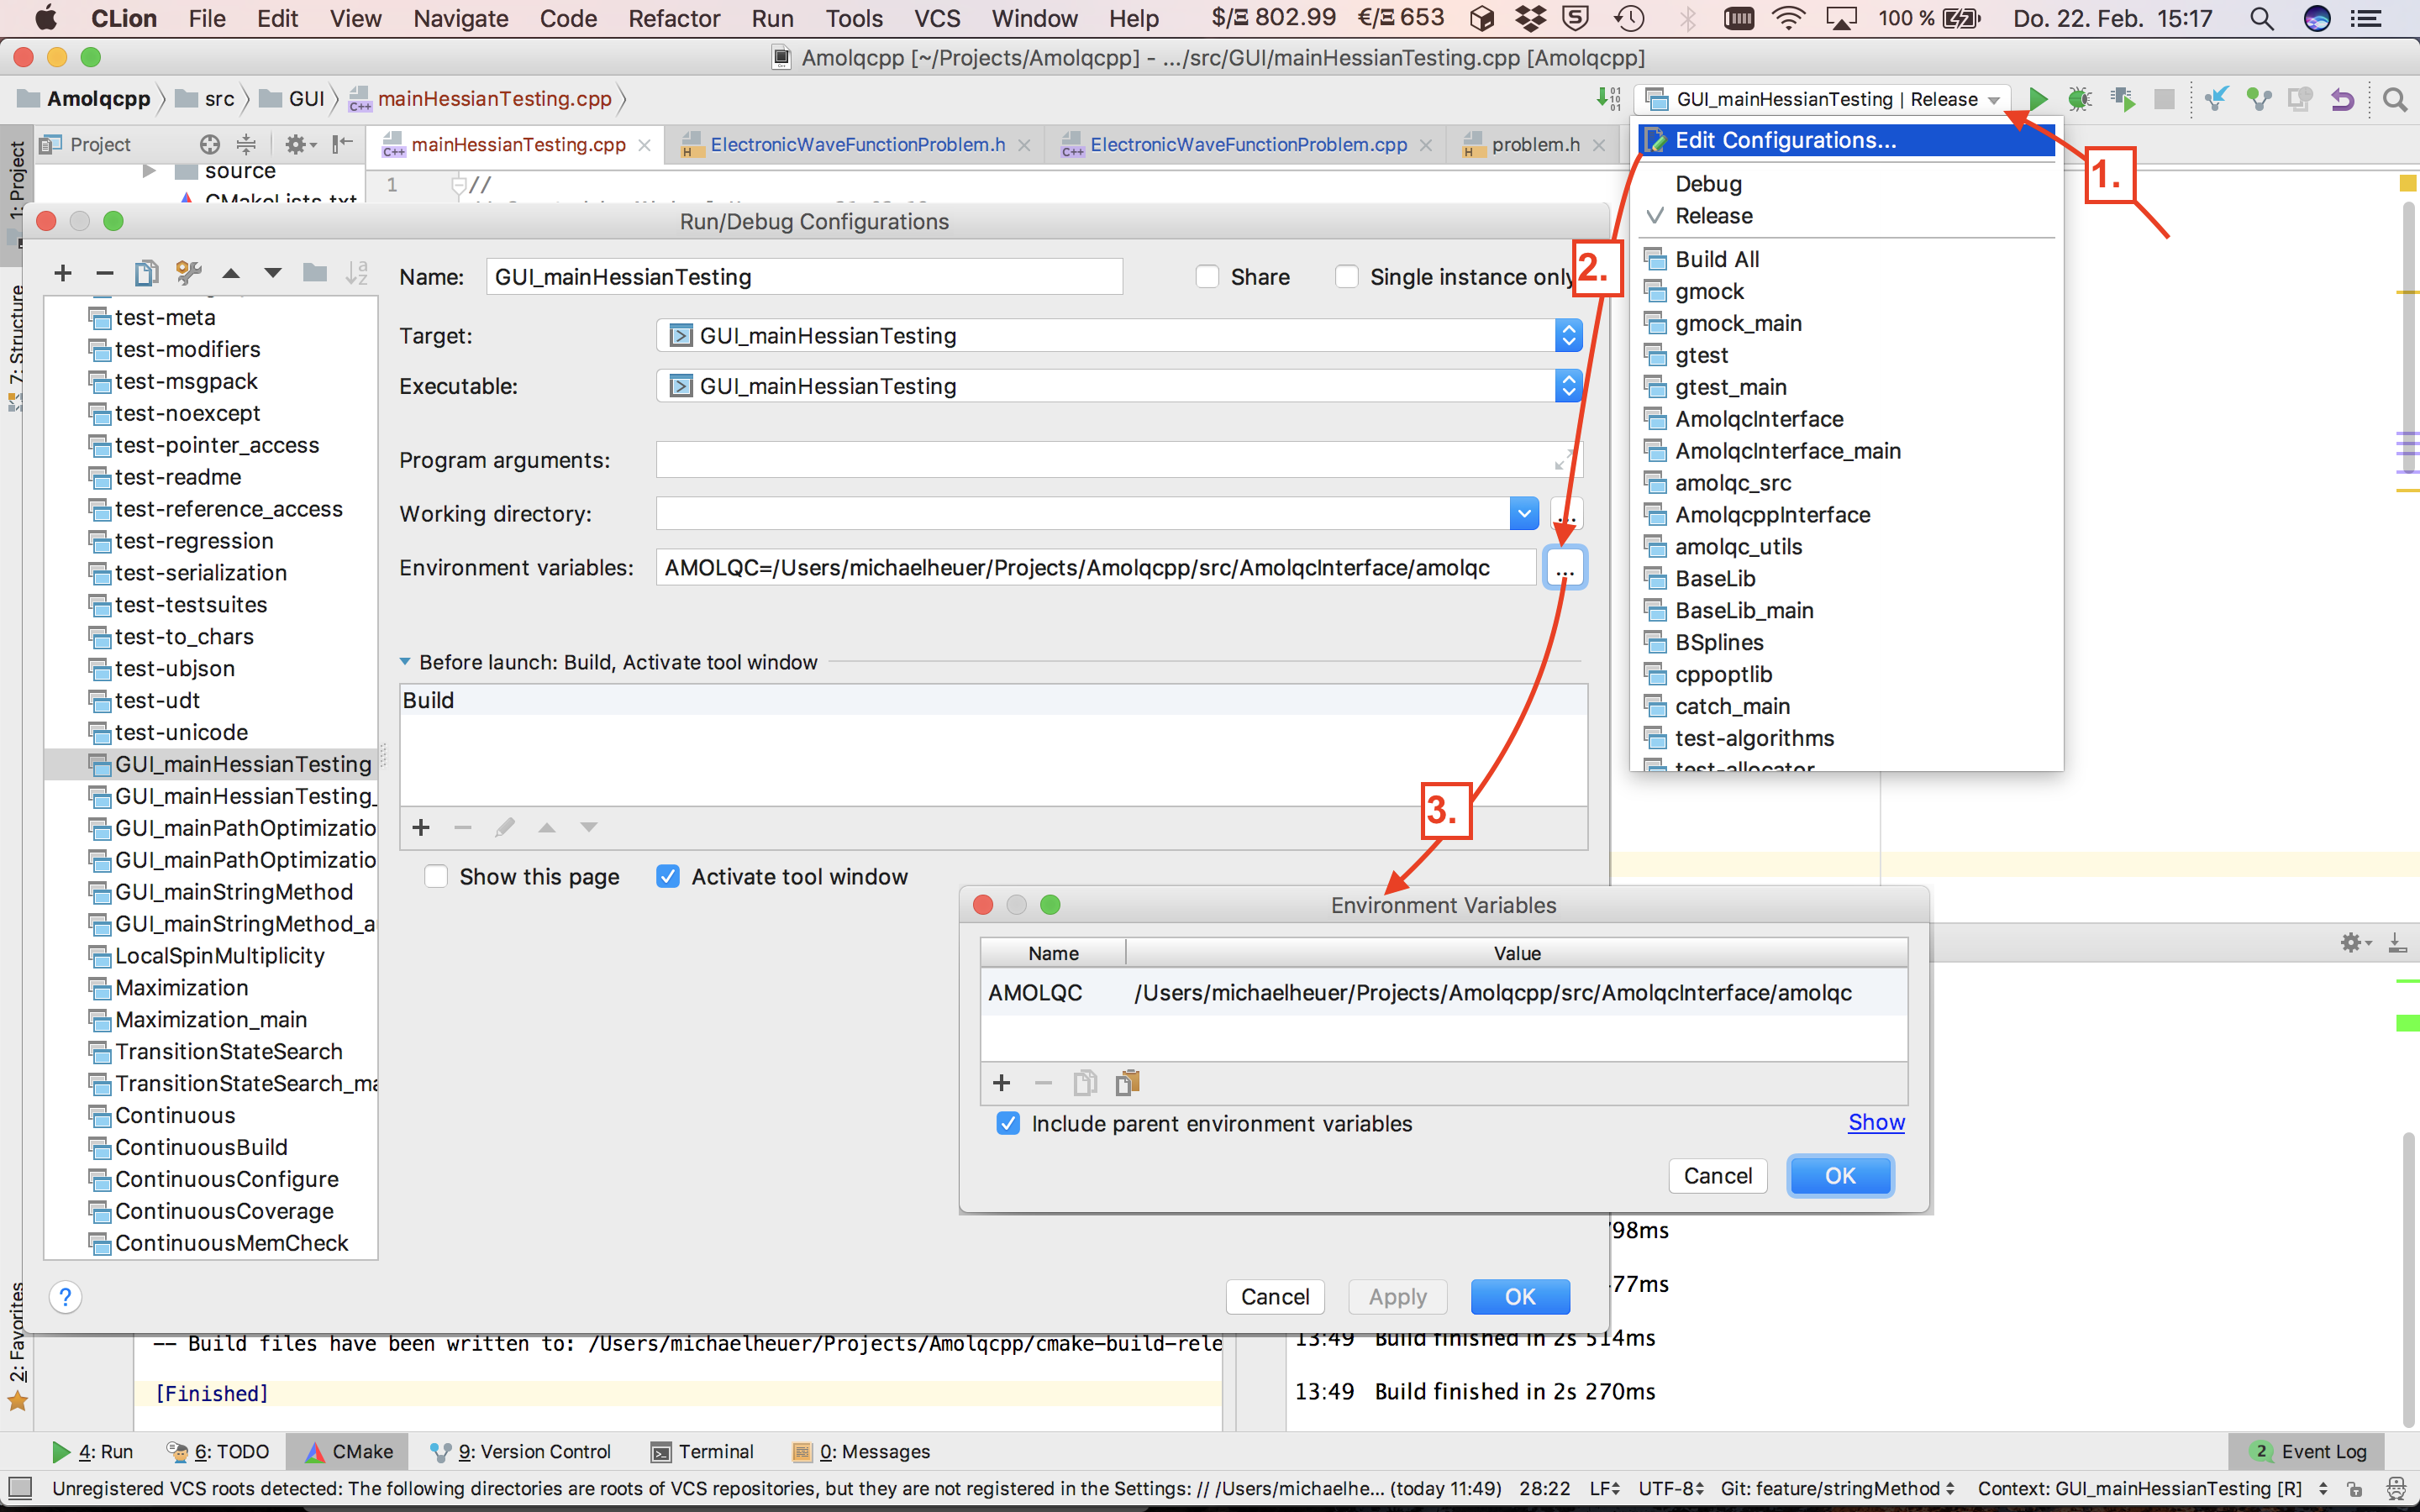 CLion File Edit View Navigate Code Refactor Run Tools VCS Window Help $/Ξ 802.99 €/Ξ 653 100 % Do. 22. Feb. 15:17
Amolqcpp [~/Projects/Amolqcpp] - .../src/GUI/mainHessianTesting.cpp [Amolqcpp]
Amolqcpp src GUI mainHessianTesting.cpp GUI_mainHessianTesting | Release
Project mainHessianTesting.cpp ElectronicWaveFunctionProblem.h ElectronicWaveFunctionProblem.cpp problem.h
source
CMakeLists.txt
1 //
1: Project
7: Structure
2: Favorites
Edit Configurations...
Debug
Release
Build All
gmock
gmock_main
gtest
gtest_main
AmolqcInterface
AmolqcInterface_main
amolqc_src
AmolqcppInterface
amolqc_utils
BaseLib
BaseLib_main
BSplines
cppoptlib
catch_main
test-algorithms
test-allocator
1.
2.
3.
Run/Debug Configurations
Name: GUI_mainHessianTesting Share Single instance only
Target: GUI_mainHessianTesting
Executable: GUI_mainHessianTesting
Program arguments:
Working directory: ...
Environment variables: AMOLQC=/Users/michaelheuer/Projects/Amolqcpp/src/AmolqcInterface/amolqc ...
Before launch: Build, Activate tool window
Build
Show this page Activate tool window
test-meta
test-modifiers
test-msgpack
test-noexcept
test-pointer_access
test-readme
test-reference_access
test-regression
test-serialization
test-testsuites
test-to_chars
test-ubjson
test-udt
test-unicode
GUI_mainHessianTesting
GUI_mainHessianTesting_
GUI_mainPathOptimizatio
GUI_mainPathOptimizatio
GUI_mainStringMethod
GUI_mainStringMethod_a
LocalSpinMultiplicity
Maximization
Maximization_main
TransitionStateSearch
TransitionStateSearch_ma
Continuous
ContinuousBuild
ContinuousConfigure
ContinuousCoverage
ContinuousMemCheck
?
Cancel Apply OK
Environment Variables
Name Value
AMOLQC /Users/michaelheuer/Projects/Amolqcpp/src/AmolqcInterface/amolqc
Include parent environment variables Show
Cancel OK
98ms
77ms
-- Build files have been written to: /Users/michaelheuer/Projects/Amolqcpp/cmake-build-rele
[Finished]
13:49 Build finished in 2s 514ms
13:49 Build finished in 2s 270ms
4: Run 6: TODO CMake 9: Version Control Terminal 0: Messages 2 Event Log
Unregistered VCS roots detected: The following directories are roots of VCS repositories, but they are not registered in the Settings: // /Users/michaelhe... (today 11:49) 28:22 LF UTF-8 Git: feature/stringMethod Context: GUI_mainHessianTesting [R]